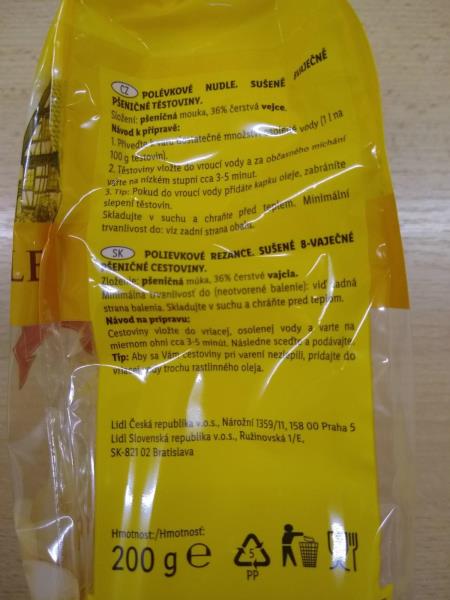 CZ POLÉVKOVÉ NUDLE. SUŠENÉ VAJEČNÉ
PŠENIČNÉ TĚSTOVINY.
Složení: pšeničná mouka, 36% čerstvá vejce.
Návod k přípravě:
1. Přiveďte k varu dostatečné množství osolené vody (1 l na
100 g těstovin).
2. Těstoviny vložte do vroucí vody a za občasného míchání
vařte na nízkém stupni cca 3-5 minut.
3. Tip: Pokud do vroucí vody přidáte kapku oleje, zabráníte
slepení těstovin.
Skladujte v suchu a chraňte před teplem. Minimální
trvanlivost do: viz zadní strana obalu.
SK POLIEVKOVÉ REZANCE. SUŠENÉ 8-VAJEČNÉ
PŠENIČNÉ CESTOVINY.
Zloženie: pšeničná múka, 36% čerstvé vajcia.
Minimálna trvanlivosť do (neotvorené balenie): viď zadná
strana balenia. Skladujte v suchu a chráňte pred teplom.
Návod na prípravu:
Cestoviny vložte do vriacej, osolenej vody a varte na
miernom ohni cca 3-5 minút. Následne sceďte a podávajte.
Tip: Aby sa Vám cestoviny pri varení nezlepili, pridajte do
vriacej vody trochu rastlinného oleja.
Lidl Česká republika v.o.s., Nárožní 1359/11, 158 00 Praha 5
Lidl Slovenská republika v.o.s., Ružinovská 1/E,
SK-821 02 Bratislava
Hmotnost:/Hmotnosť:
200 g e
5
PP